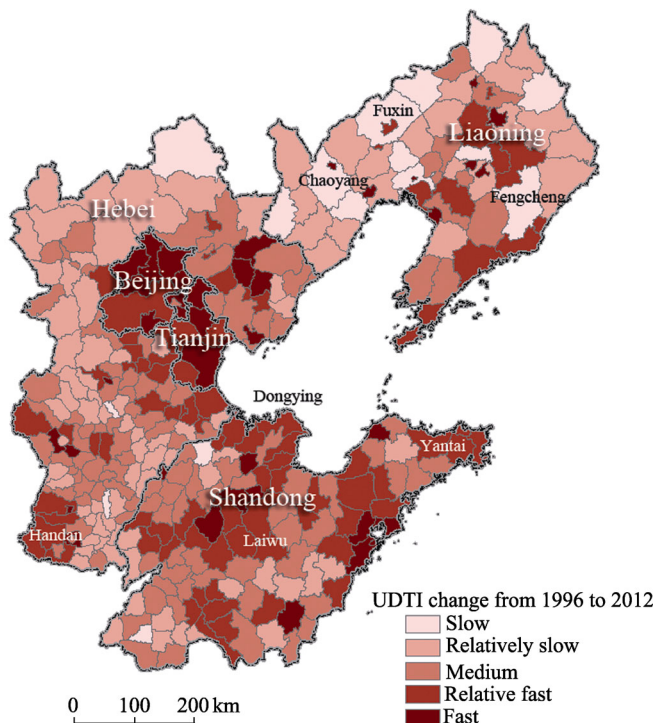 Fuxin
Liaoning
Chaoyang
Fengcheng
Hebei
Beijing
Tianjin
Dongying
Yantai
Shandong
Handan
Laiwu
UDTI change from 1996 to 2012
Slow
Relatively slow
Medium
Relative fast
Fast
0 100 200 km